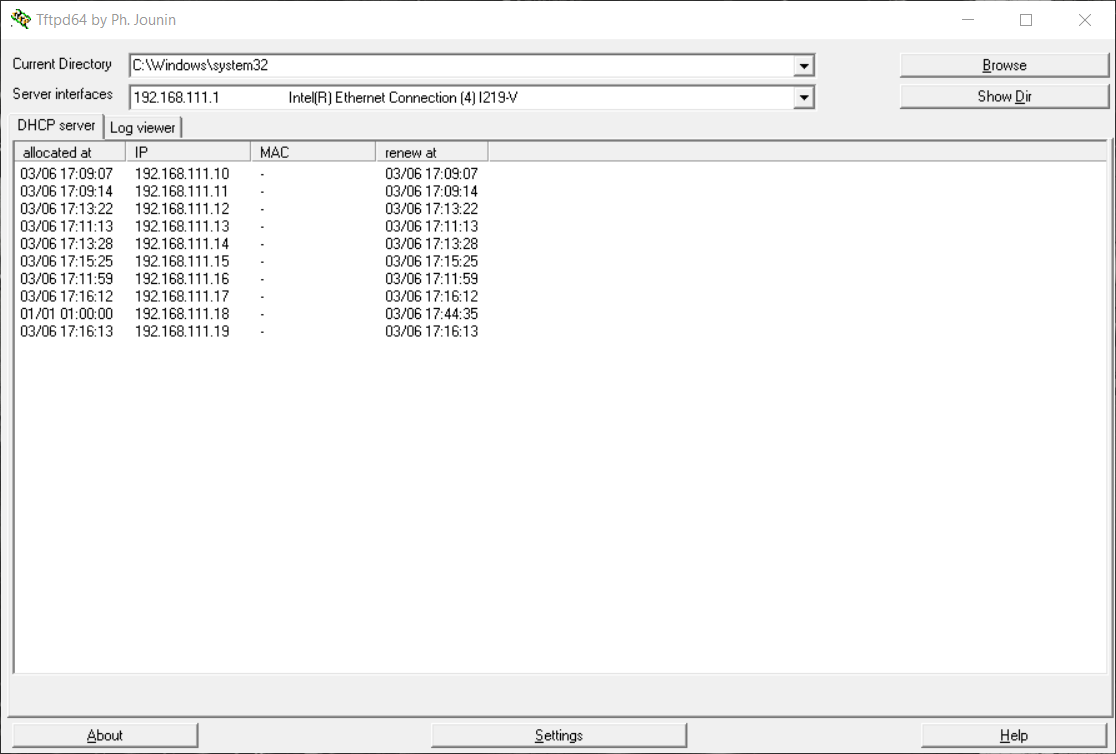 Tftpd64 by Ph. Jounin
Current Directory C:\Windows\system32 Browse
Server interfaces 192.168.111.1 Intel(R) Ethernet Connection (4) I219-V Show Dir
DHCP server Log viewer
allocated at IP MAC renew at
03/06 17:09:07 192.168.111.10 - 03/06 17:09:07
03/06 17:09:14 192.168.111.11 - 03/06 17:09:14
03/06 17:13:22 192.168.111.12 - 03/06 17:13:22
03/06 17:11:13 192.168.111.13 - 03/06 17:11:13
03/06 17:13:28 192.168.111.14 - 03/06 17:13:28
03/06 17:15:25 192.168.111.15 - 03/06 17:15:25
03/06 17:11:59 192.168.111.16 - 03/06 17:11:59
03/06 17:16:12 192.168.111.17 - 03/06 17:16:12
01/01 01:00:00 192.168.111.18 - 03/06 17:44:35
03/06 17:16:13 192.168.111.19 - 03/06 17:16:13
About Settings Help